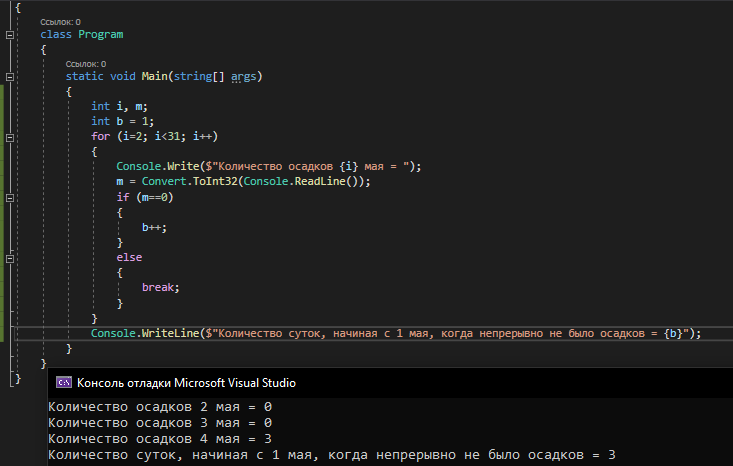 {
Ссылок: 0
class Program
{
Ссылок: 0
static void Main(string[] args)
{
int i, m;
int b = 1;
for (i=2; i<31; i++)
{
Console.Write($"Количество осадков {i} мая = ");
m = Convert.ToInt32(Console.ReadLine());
if (m==0)
{
b++;
}
else
{
break;
}
}
Console.WriteLine($"Количество суток, начиная с 1 мая, когда непрерывно не было осадков = {b}");
}
}
}
Консоль отладки Microsoft Visual Studio
Количество осадков 2 мая = 0
Количество осадков 3 мая = 0
Количество осадков 4 мая = 3
Количество суток, начиная с 1 мая, когда непрерывно не было осадков = 3